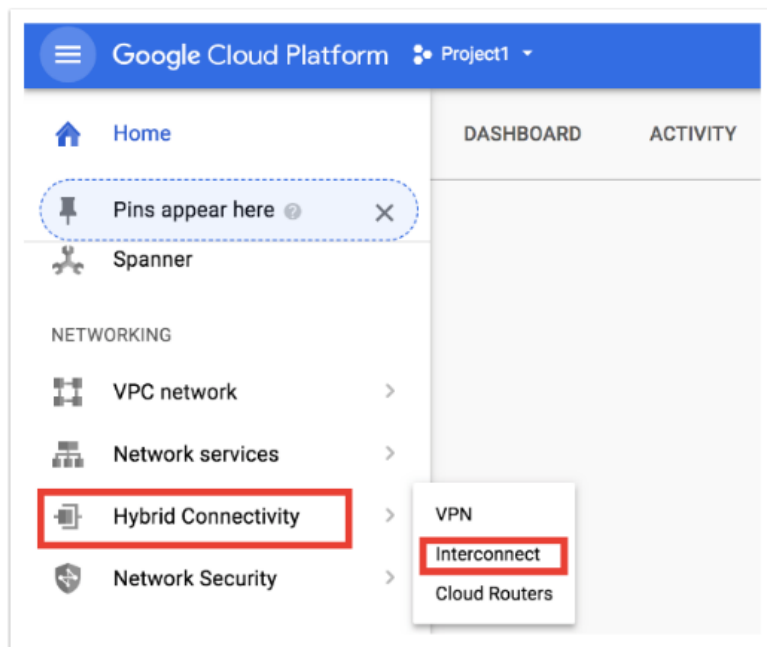 Google Cloud Platform Project1
Home
DASHBOARD ACTIVITY
Pins appear here
Spanner
NETWORKING
VPC network
Network services
Hybrid Connectivity
VPN
Interconnect
Network Security
Cloud Routers